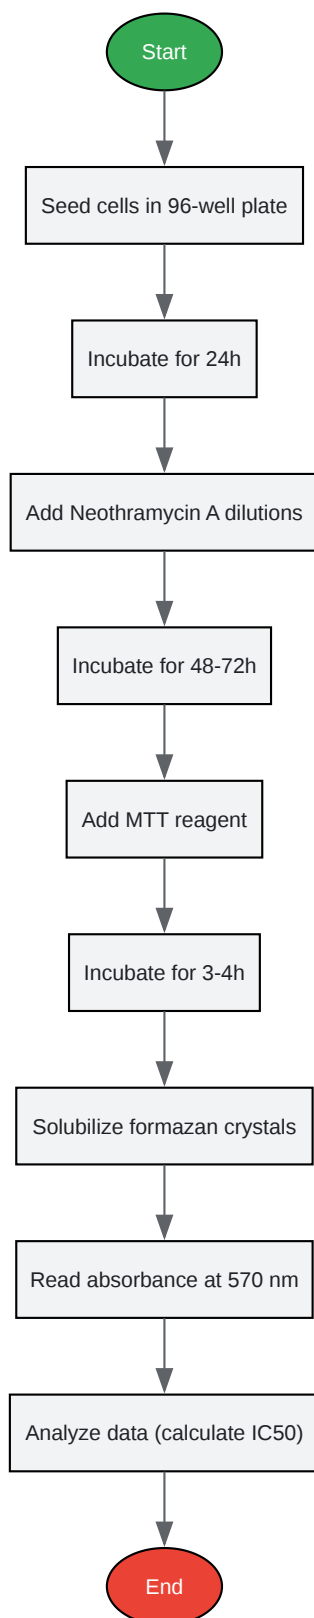 Start
Seed cells in 96-well plate
Incubate for 24h
Add Neothramycin A dilutions
Incubate for 48-72h
Add MTT reagent
Incubate for 3-4h
Solubilize formazan crystals
Read absorbance at 570 nm
Analyze data (calculate IC50)
End